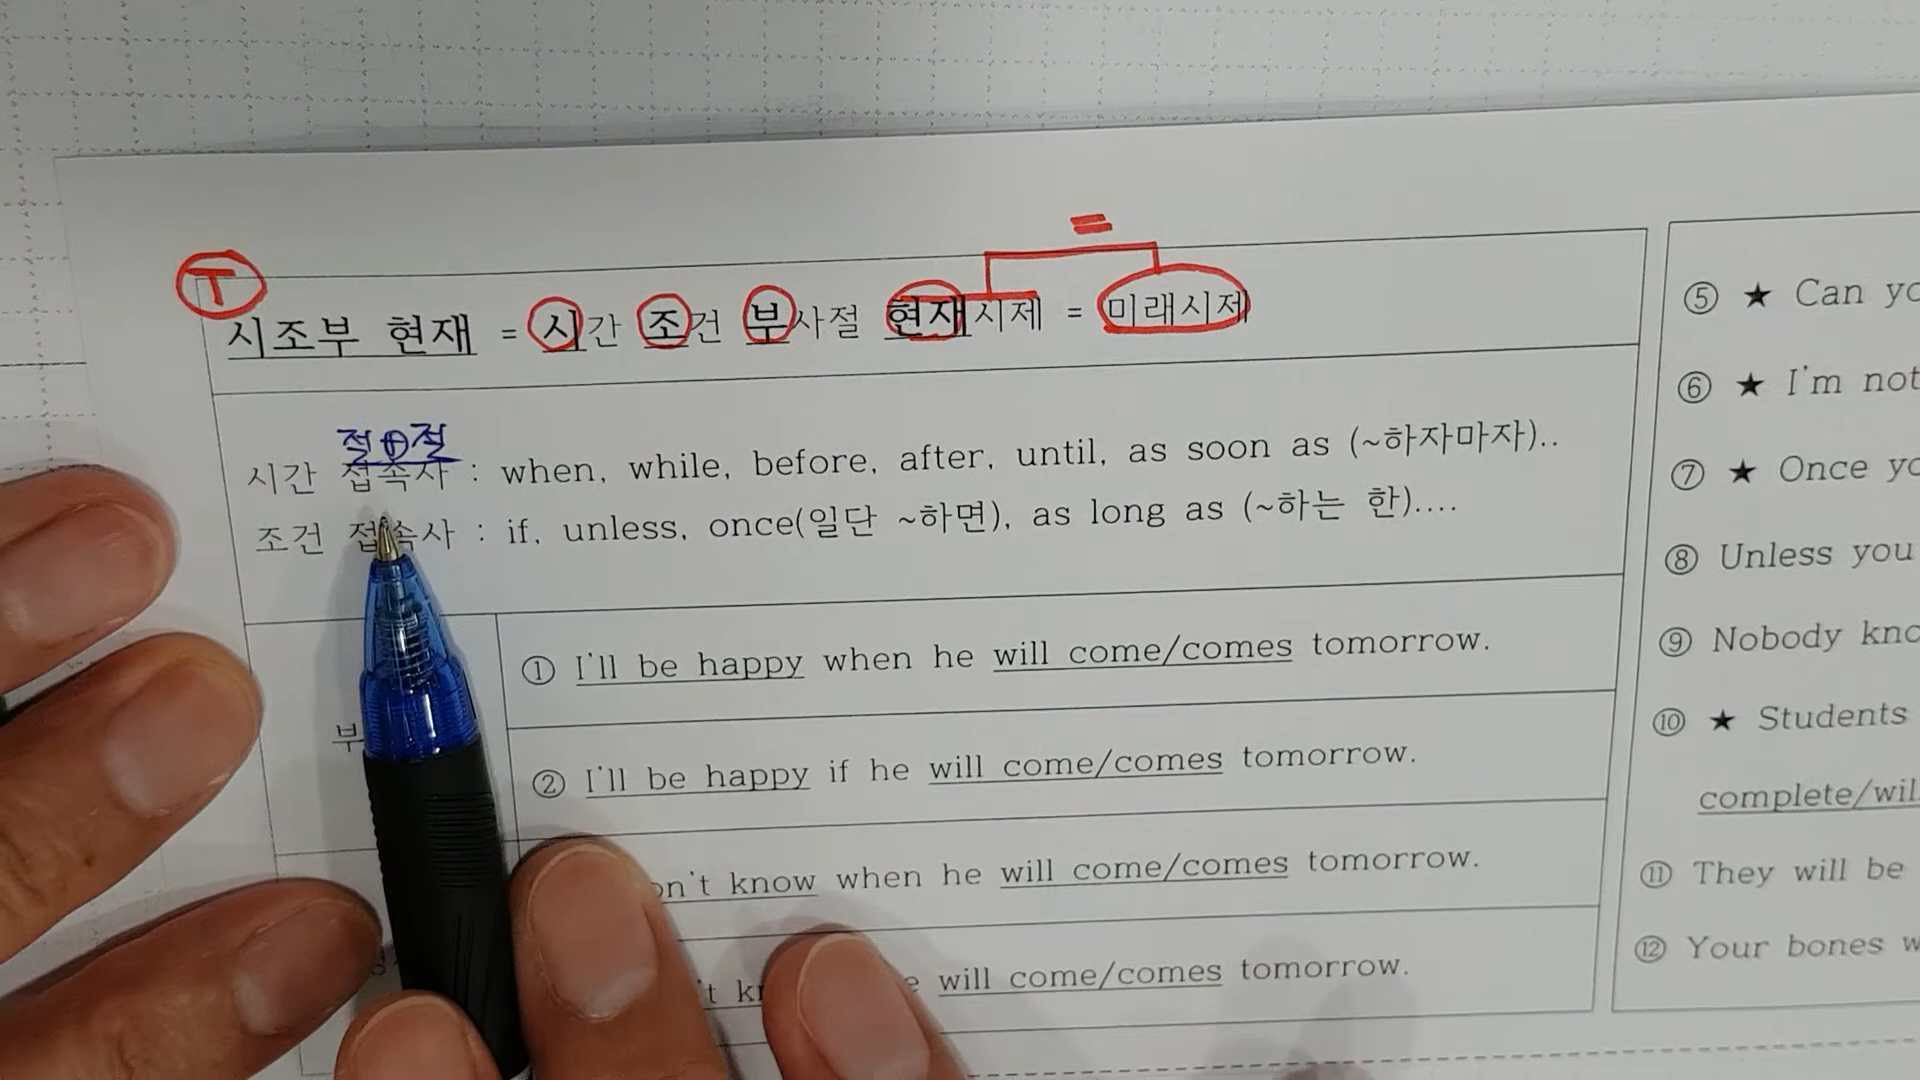 T
=
시조부 현재 = 시간 조건 부사절 현재시제 = 미래시제
절⊕절
시간 접속사 : when, while, before, after, until, as soon as (~하자마자)..
조건 접속사 : if, unless, once(일단 ~하면), as long as (~하는 한)....
부
① I'll be happy when he will come/comes tomorrow.
② I'll be happy if he will come/comes tomorrow.
on't know when he will come/comes tomorrow.
't kn e will come/comes tomorrow.
⑤ ★ Can yo
⑥ ★ I'm not
⑦ ★ Once yo
⑧ Unless you
⑨ Nobody kno
⑩ ★ Students
complete/wil
⑪ They will be
⑫ Your bones w